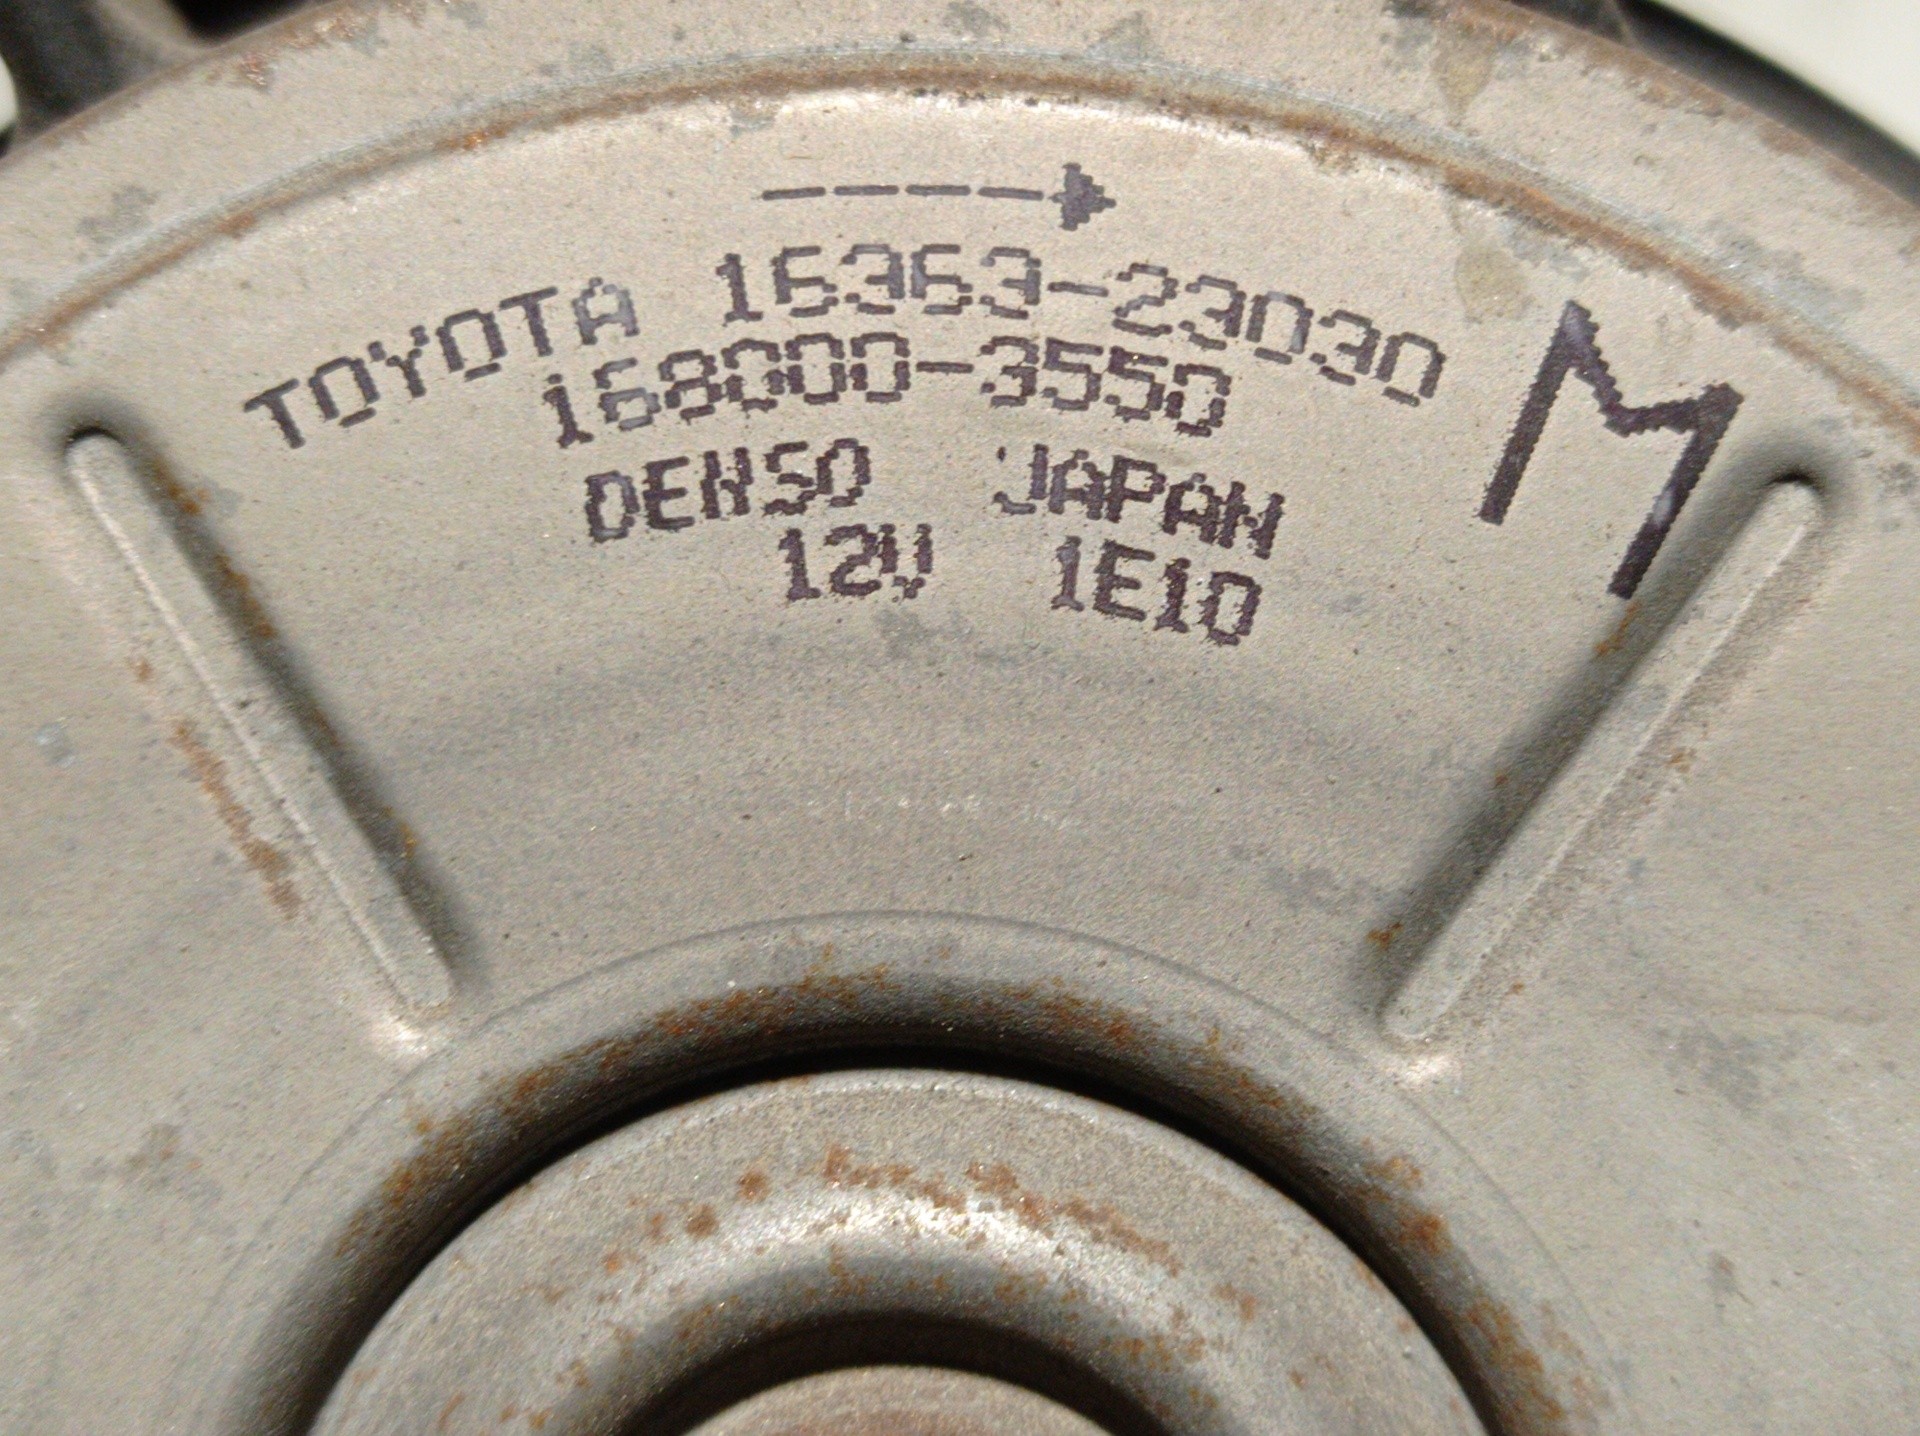 TOYOTA 16363-23030
168000-3550
DENSO JAPAN
12V 1E10
M